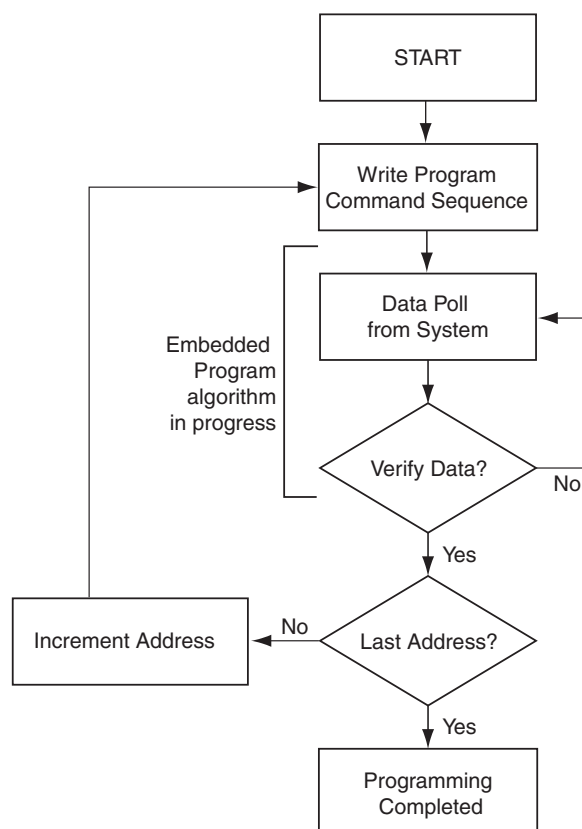 START
Write Program
Command Sequence
Data Poll
from System
Embedded
Program
algorithm
in progress
Verify Data?
No
Yes
Increment Address
No
Last Address?
Yes
Programming
Completed